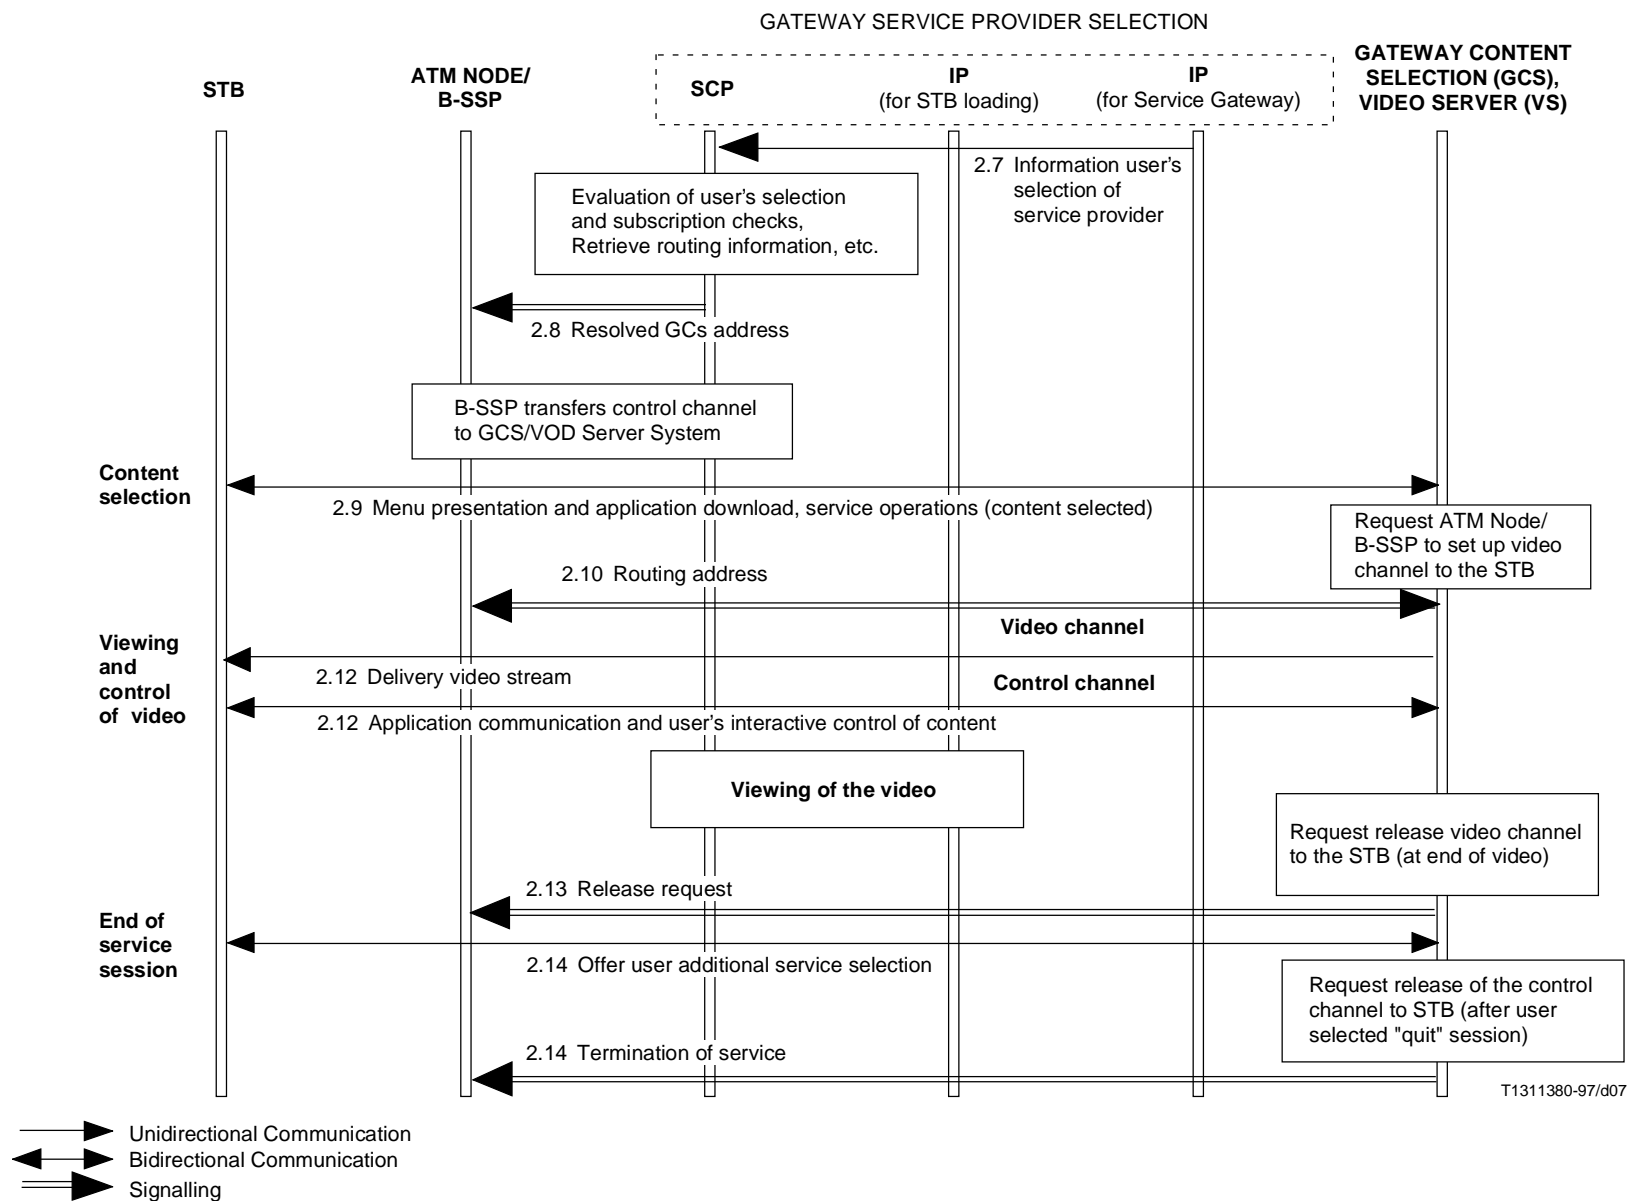 GATEWAY SERVICE PROVIDER SELECTION
STB
ATM NODE/
B-SSP
SCP
IP
(for STB loading)
IP
(for Service Gateway)
GATEWAY CONTENT
SELECTION (GCS),
VIDEO SERVER (VS)
2.7 Information user's
selection of
service provider
Evaluation of user's selection
and subscription checks,
Retrieve routing information, etc.
2.8 Resolved GCs address
B-SSP transfers control channel
to GCS/VOD Server System
Content
selection
2.9 Menu presentation and application download, service operations (content selected)
Request ATM Node/
B-SSP to set up video
channel to the STB
2.10 Routing address
Video channel
Viewing
and
control
of video
2.12 Delivery video stream
Control channel
2.12 Application communication and user's interactive control of content
Viewing of the video
Request release video channel
to the STB (at end of video)
2.13 Release request
End of
service
session
2.14 Offer user additional service selection
Request release of the control
channel to STB (after user
selected "quit" session)
2.14 Termination of service
T1311380-97/d07
Unidirectional Communication
Bidirectional Communication
Signalling